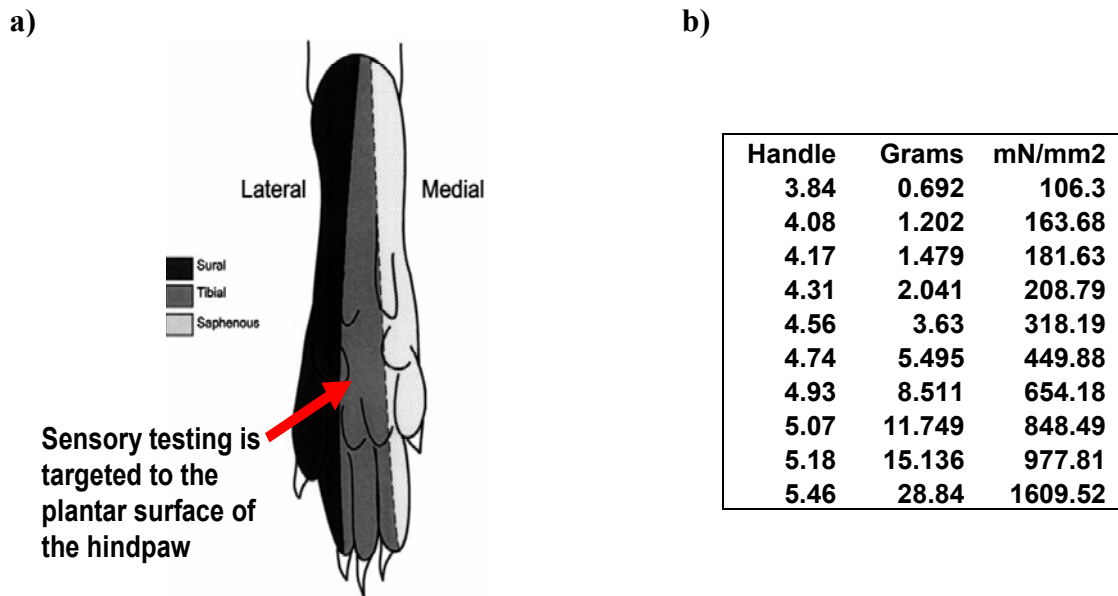 a)
b)
Lateral
Medial
Sural
Tibial
Saphenous
Sensory testing is
targeted to the
plantar surface of
the hindpaw
Handle Grams mN/mm2
3.84 0.692 106.3
4.08 1.202 163.68
4.17 1.479 181.63
4.31 2.041 208.79
4.56 3.63 318.19
4.74 5.495 449.88
4.93 8.511 654.18
5.07 11.749 848.49
5.18 15.136 977.81
5.46 28.84 1609.52